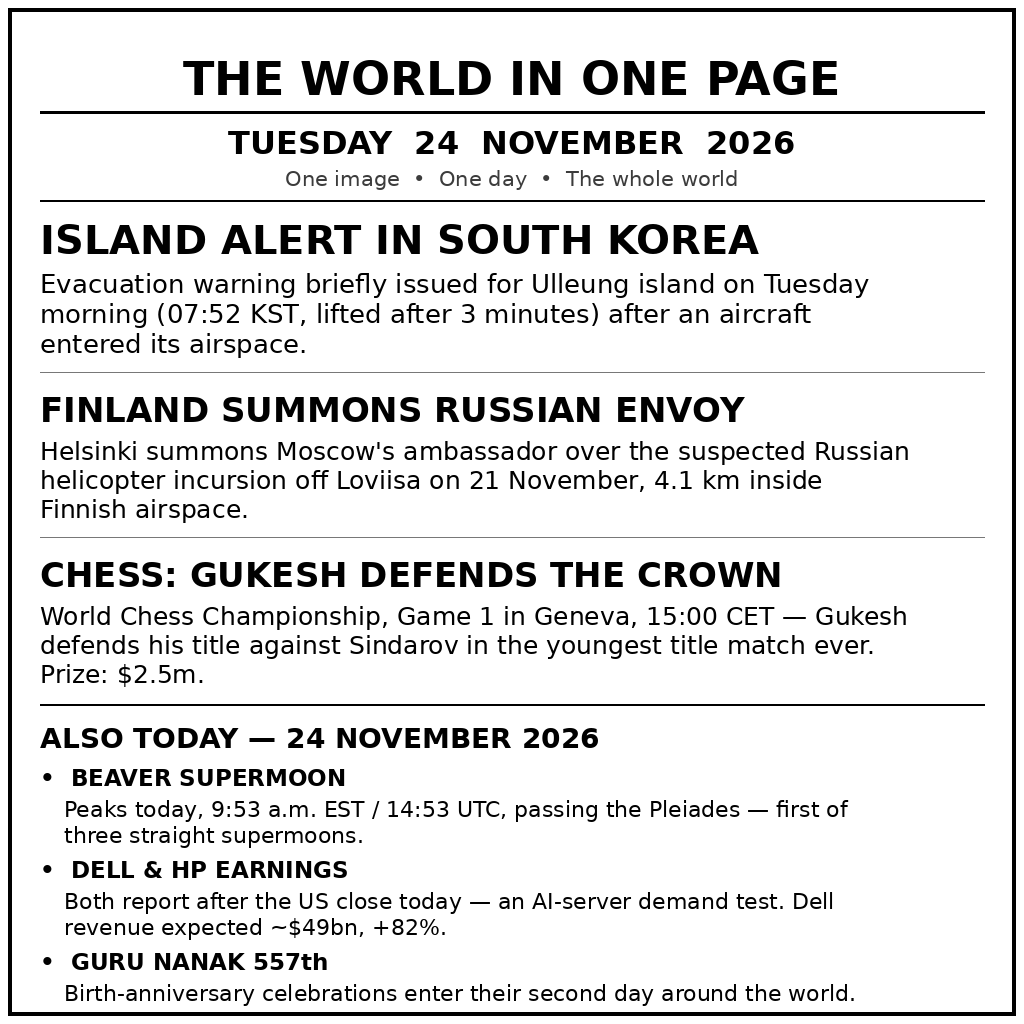 THE WORLD IN ONE PAGE
TUESDAY 24 NOVEMBER 2026
One image • One day • The whole world
ISLAND ALERT IN SOUTH KOREA
Evacuation warning briefly issued for Ulleung island on Tuesday
morning (07:52 KST, lifted after 3 minutes) after an aircraft
entered its airspace.
FINLAND SUMMONS RUSSIAN ENVOY
Helsinki summons Moscow's ambassador over the suspected Russian
helicopter incursion off Loviisa on 21 November, 4.1 km inside
Finnish airspace.
CHESS: GUKESH DEFENDS THE CROWN
World Chess Championship, Game 1 in Geneva, 15:00 CET — Gukesh
defends his title against Sindarov in the youngest title match ever.
Prize: $2.5m.
ALSO TODAY — 24 NOVEMBER 2026
• BEAVER SUPERMOON
Peaks today, 9:53 a.m. EST / 14:53 UTC, passing the Pleiades — first of
three straight supermoons.
• DELL & HP EARNINGS
Both report after the US close today — an AI-server demand test. Dell
revenue expected ~$49bn, +82%.
• GURU NANAK 557th
Birth-anniversary celebrations enter their second day around the world.